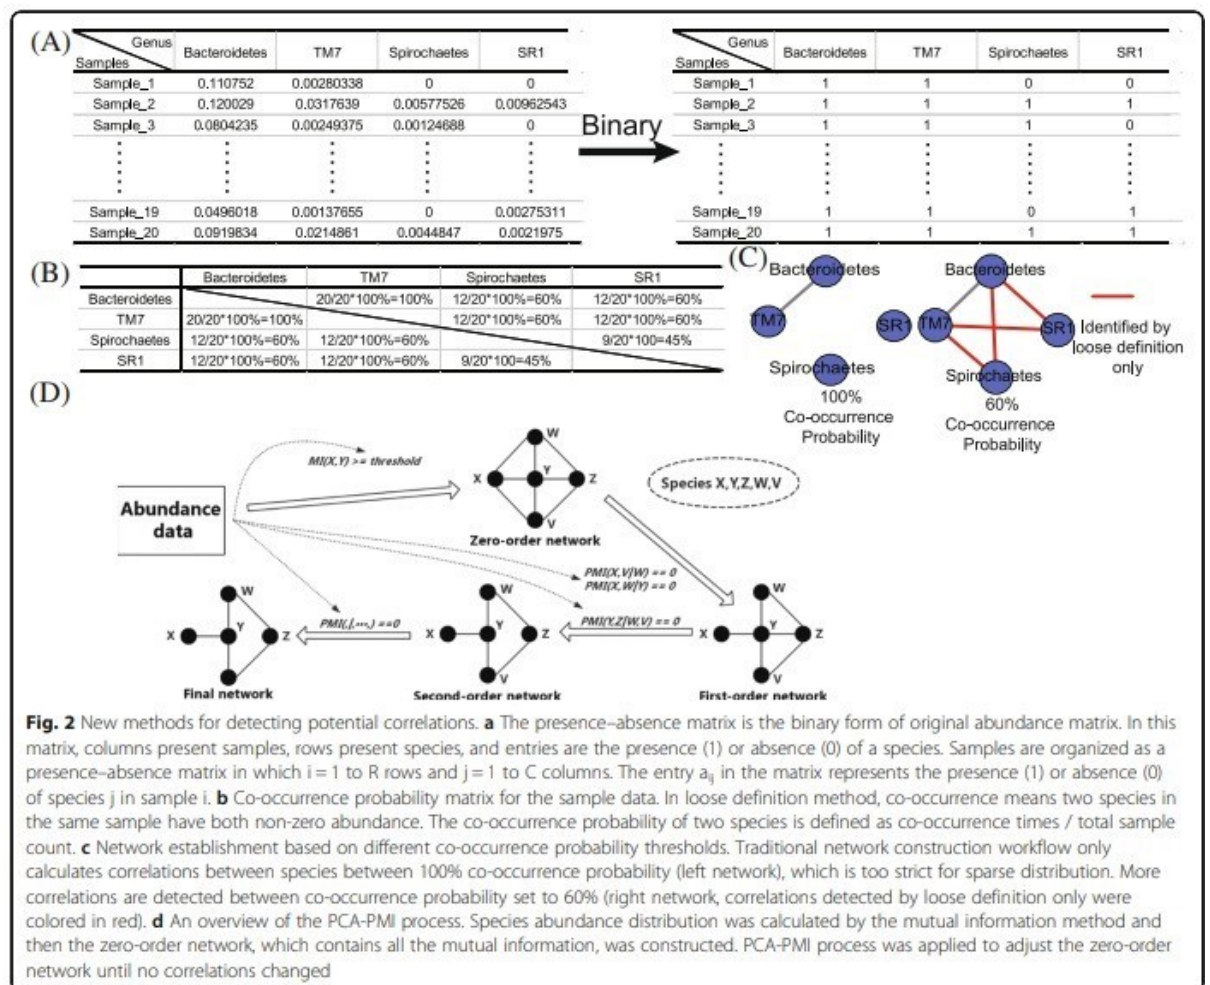 (A)
Genus
Samples
Bacteroidetes TM7 Spirochaetes SR1
Sample_1 0.110752 0.00280338 0 0
Sample_2 0.120029 0.0317639 0.00577526 0.00962543
Sample_3 0.0804235 0.00249375 0.00124688 0
Sample_19 0.0496018 0.00137655 0 0.00275311
Sample_20 0.0919834 0.0214861 0.0044847 0.0021975
Binary
Genus
Samples
Bacteroidetes TM7 Spirochaetes SR1
Sample_1 1 1 0 0
Sample_2 1 1 1 1
Sample_3 1 1 1 0
Sample_19 1 1 0 1
Sample_20 1 1 1 1
(B)
Bacteroidetes TM7 Spirochaetes SR1
Bacteroidetes 20/20*100%=100% 12/20*100%=60% 12/20*100%=60%
TM7 20/20*100%=100% 12/20*100%=60% 12/20*100%=60%
Spirochaetes 12/20*100%=60% 12/20*100%=60% 9/20*100=45%
SR1 12/20*100%=60% 12/20*100%=60% 9/20*100=45%
(C)
Bacteroidetes
TM7
SR1
Spirochaetes
100%
Co-occurrence
Probability
Bacteroidetes
TM7
SR1
Spirochaetes
60%
Co-occurrence
Probability
Identified by
loose definition
only
(D)
Abundance
data
MI(X,Y) >= threshold
W
X
Y
Z
V
Zero-order network
Species X,Y,Z,W,V
PMI(X,V|W) == 0
PMI(X,W|Y) == 0
W
X
Y
Z
V
First-order network
PMI(Y,Z|W,V) == 0
W
X
Y
Z
V
Second-order network
PMI(,|,...,) ==0
W
X
Y
Z
Final network
Fig. 2 New methods for detecting potential correlations. a The presence–absence matrix is the binary form of original abundance matrix. In this
matrix, columns present samples, rows present species, and entries are the presence (1) or absence (0) of a species. Samples are organized as a
presence–absence matrix in which i = 1 to R rows and j = 1 to C columns. The entry aij in the matrix represents the presence (1) or absence (0)
of species j in sample i. b Co-occurrence probability matrix for the sample data. In loose definition method, co-occurrence means two species in
the same sample have both non-zero abundance. The co-occurrence probability of two species is defined as co-occurrence times / total sample
count. c Network establishment based on different co-occurrence probability thresholds. Traditional network construction workflow only
calculates correlations between species between 100% co-occurrence probability (left network), which is too strict for sparse distribution. More
correlations are detected between co-occurrence probability set to 60% (right network, correlations detected by loose definition only were
colored in red). d An overview of the PCA-PMI process. Species abundance distribution was calculated by the mutual information method and
then the zero-order network, which contains all the mutual information, was constructed. PCA-PMI process was applied to adjust the zero-order
network until no correlations changed